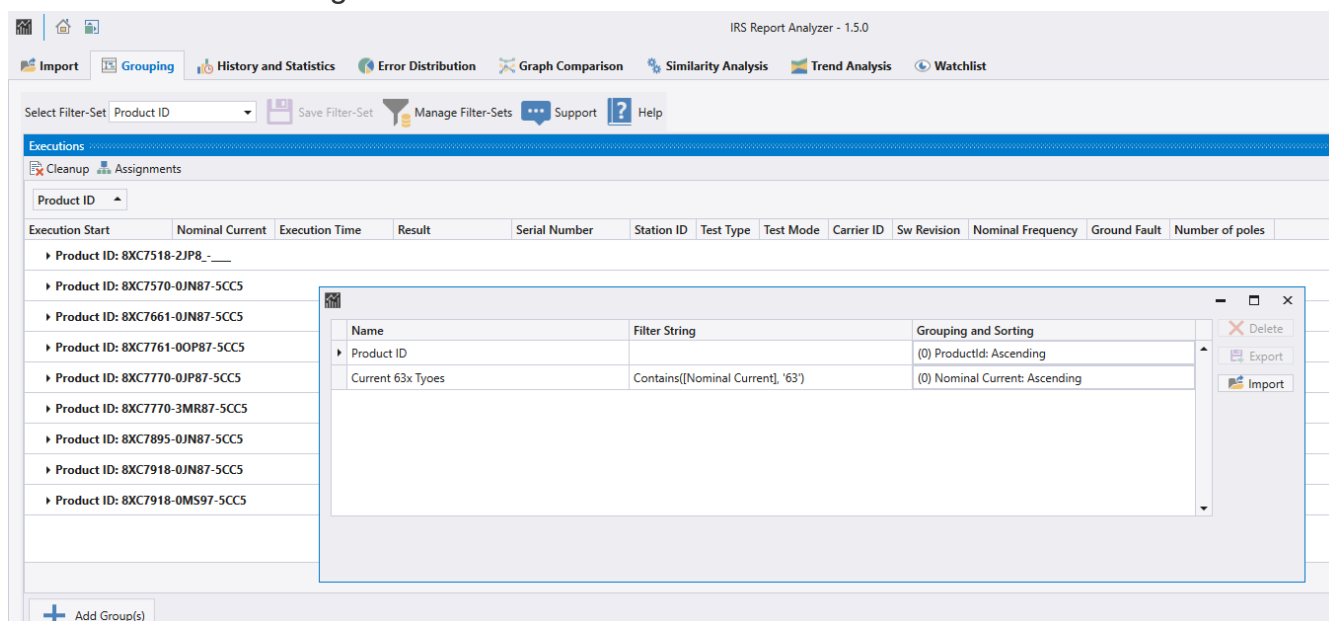 IRS Report Analyzer - 1.5.0
Import Grouping History and Statistics Error Distribution Graph Comparison Similarity Analysis Trend Analysis Watchlist
Select Filter-Set Product ID Save Filter-Set Manage Filter-Sets Support Help
Executions
Cleanup Assignments
Product ID
Execution Start Nominal Current Execution Time Result Serial Number Station ID Test Type Test Mode Carrier ID Sw Revision Nominal Frequency Ground Fault Number of poles
Product ID: 8XC7518-2JP8_-___
Product ID: 8XC7570-0JN87-5CC5
Product ID: 8XC7661-0JN87-5CC5
Product ID: 8XC7761-0OP87-5CC5
Product ID: 8XC7770-0JP87-5CC5
Product ID: 8XC7770-3MR87-5CC5
Product ID: 8XC7895-0JN87-5CC5
Product ID: 8XC7918-0JN87-5CC5
Product ID: 8XC7918-0MS97-5CC5
Name Filter String Grouping and Sorting
Product ID (0) ProductId: Ascending
Current 63x Tyoes Contains([Nominal Current], '63') (0) Nominal Current: Ascending
Delete
Export
Import
Add Group(s)